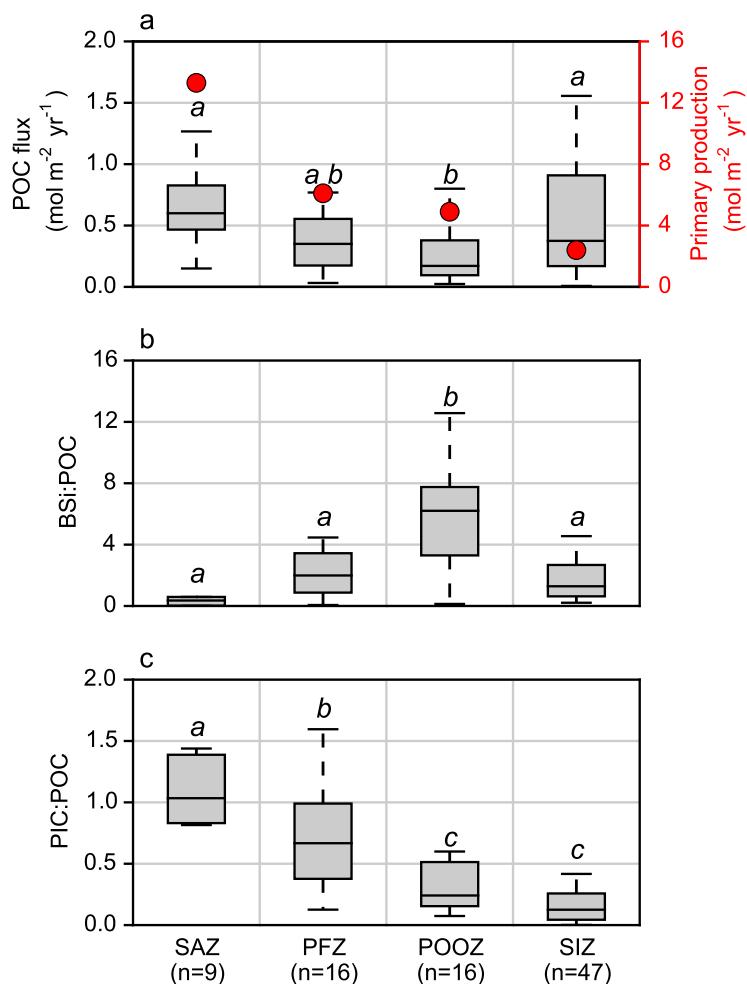 a
2.0
1.5
1.0
0.5
0.0
POC flux
(mol m⁻² yr⁻¹)
16
12
8
4
0
Primary production
(mol m⁻² yr⁻¹)
a
a b
b
a
b
16
12
8
4
0
BSi:POC
a
a
b
a
c
2.0
1.5
1.0
0.5
0.0
PIC:POC
a
b
c
c
SAZ PFZ POOZ SIZ
(n=9) (n=16) (n=16) (n=47)